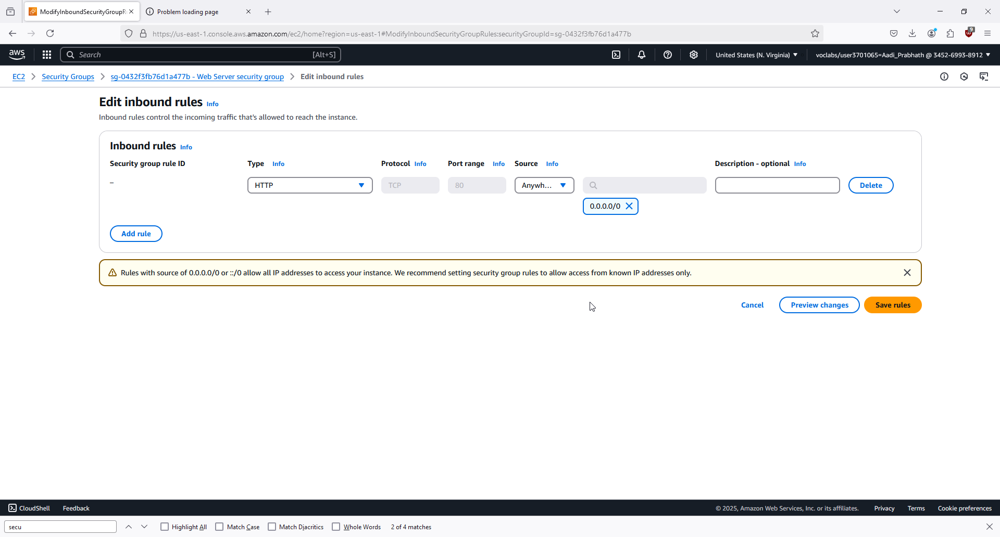 ModifyInboundSecurityGroupR
Problem loading page
https://us-east-1.console.aws.amazon.com/ec2/home?region=us-east-1#ModifyInboundSecurityGroupRules:securityGroupId=sg-0432f3fb76d1a477b
9
aws
Search
[Alt+S]
United States (N. Virginia)
voclabs/user3701065=Aadi_Prabhath @ 3452-6993-8912
EC2
Security Groups
sg-0432f3fb76d1a477b - Web Server security group
Edit inbound rules
Edit inbound rules Info
Inbound rules control the incoming traffic that's allowed to reach the instance.
Inbound rules Info
Security group rule ID
Type Info
Protocol Info
Port range Info
Source Info
Description - optional Info
–
HTTP
TCP
80
Anywh...
Delete
0.0.0.0/0
Add rule
Rules with source of 0.0.0.0/0 or ::/0 allow all IP addresses to access your instance. We recommend setting security group rules to allow access from known IP addresses only.
Cancel
Preview changes
Save rules
CloudShell
Feedback
© 2025, Amazon Web Services, Inc. or its affiliates.
Privacy
Terms
Cookie preferences
secu
Highlight All
Match Case
Match Diacritics
Whole Words
2 of 4 matches